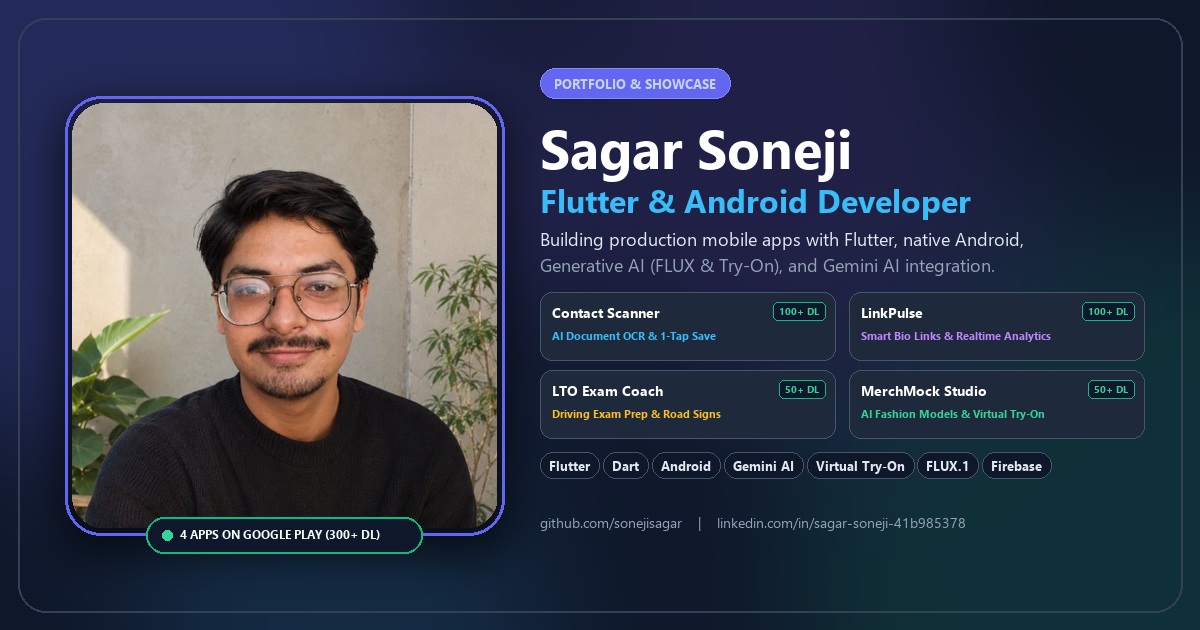 PORTFOLIO & SHOWCASE
Sagar Soneji
Flutter & Android Developer
Building production mobile apps with Flutter, native Android,
Generative AI (FLUX & Try-On), and Gemini AI integration.
Contact Scanner 100+ DL
AI Document OCR & 1-Tap Save
LinkPulse 100+ DL
Smart Bio Links & Realtime Analytics
LTO Exam Coach 50+ DL
Driving Exam Prep & Road Signs
MerchMock Studio 50+ DL
AI Fashion Models & Virtual Try-On
Flutter Dart Android Gemini AI Virtual Try-On FLUX.1 Firebase
github.com/sonejisagar | linkedin.com/in/sagar-soneji-41b985378
4 APPS ON GOOGLE PLAY (300+ DL)